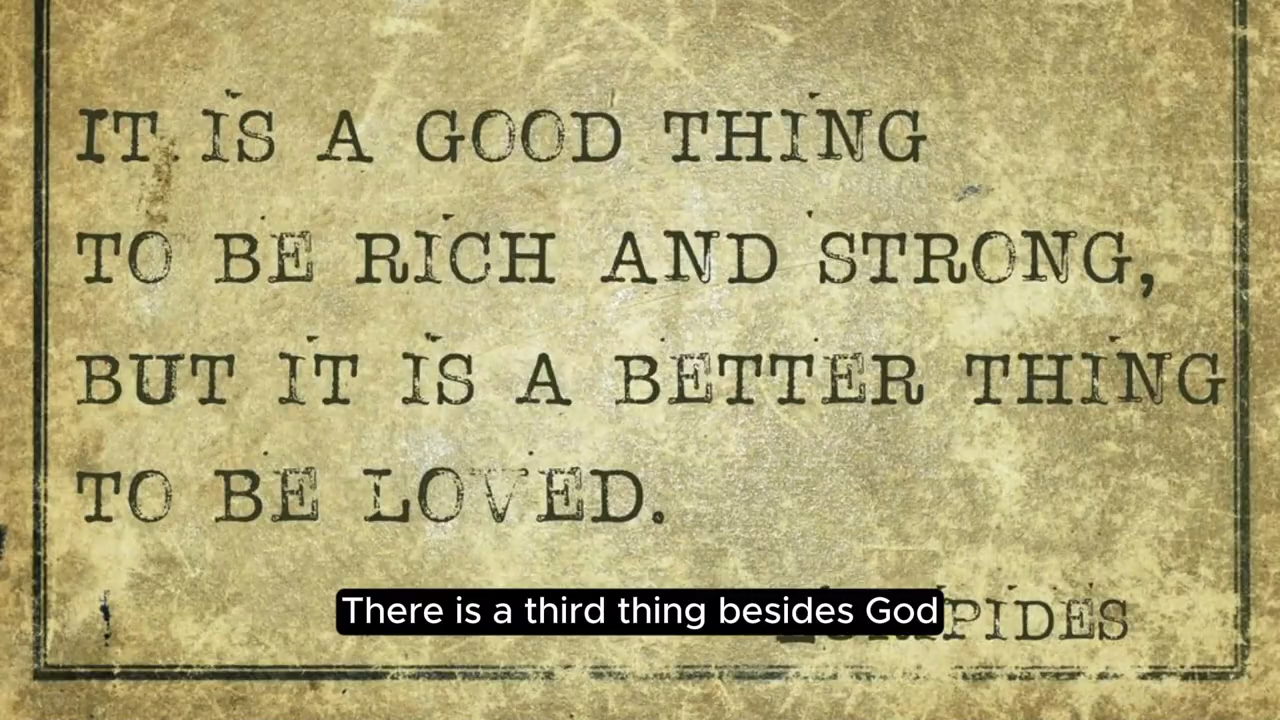 IT IS A GOOD THING
TO BE RICH AND STRONG,
BUT IT IS A BETTER THING
TO BE LOVED.
There is a third thing besides God